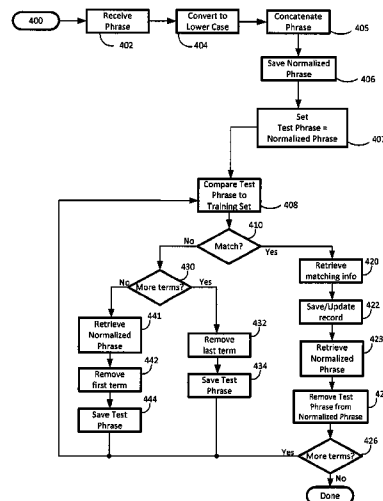 400
Receive
Phrase
402
Convert to
Lower Case
404
Concatenate
Phrase
405
Save Normalized
Phrase
406
Set
Test Phrase =
Normalized Phrase
407
Compare Test
Phrase to
Training Set
408
410
Match?
No
Yes
430
More terms?
No
Yes
420
Retrieve
matching info
422
Save/Update
record
423
Retrieve
Normalized
Phrase
441
Retrieve
Normalized
Phrase
432
Remove
last term
442
Remove
first term
434
Save Test
Phrase
444
Save Test
Phrase
Remove Test
Phrase from
Normalized Phrase
426
More terms?
Yes
No
Done